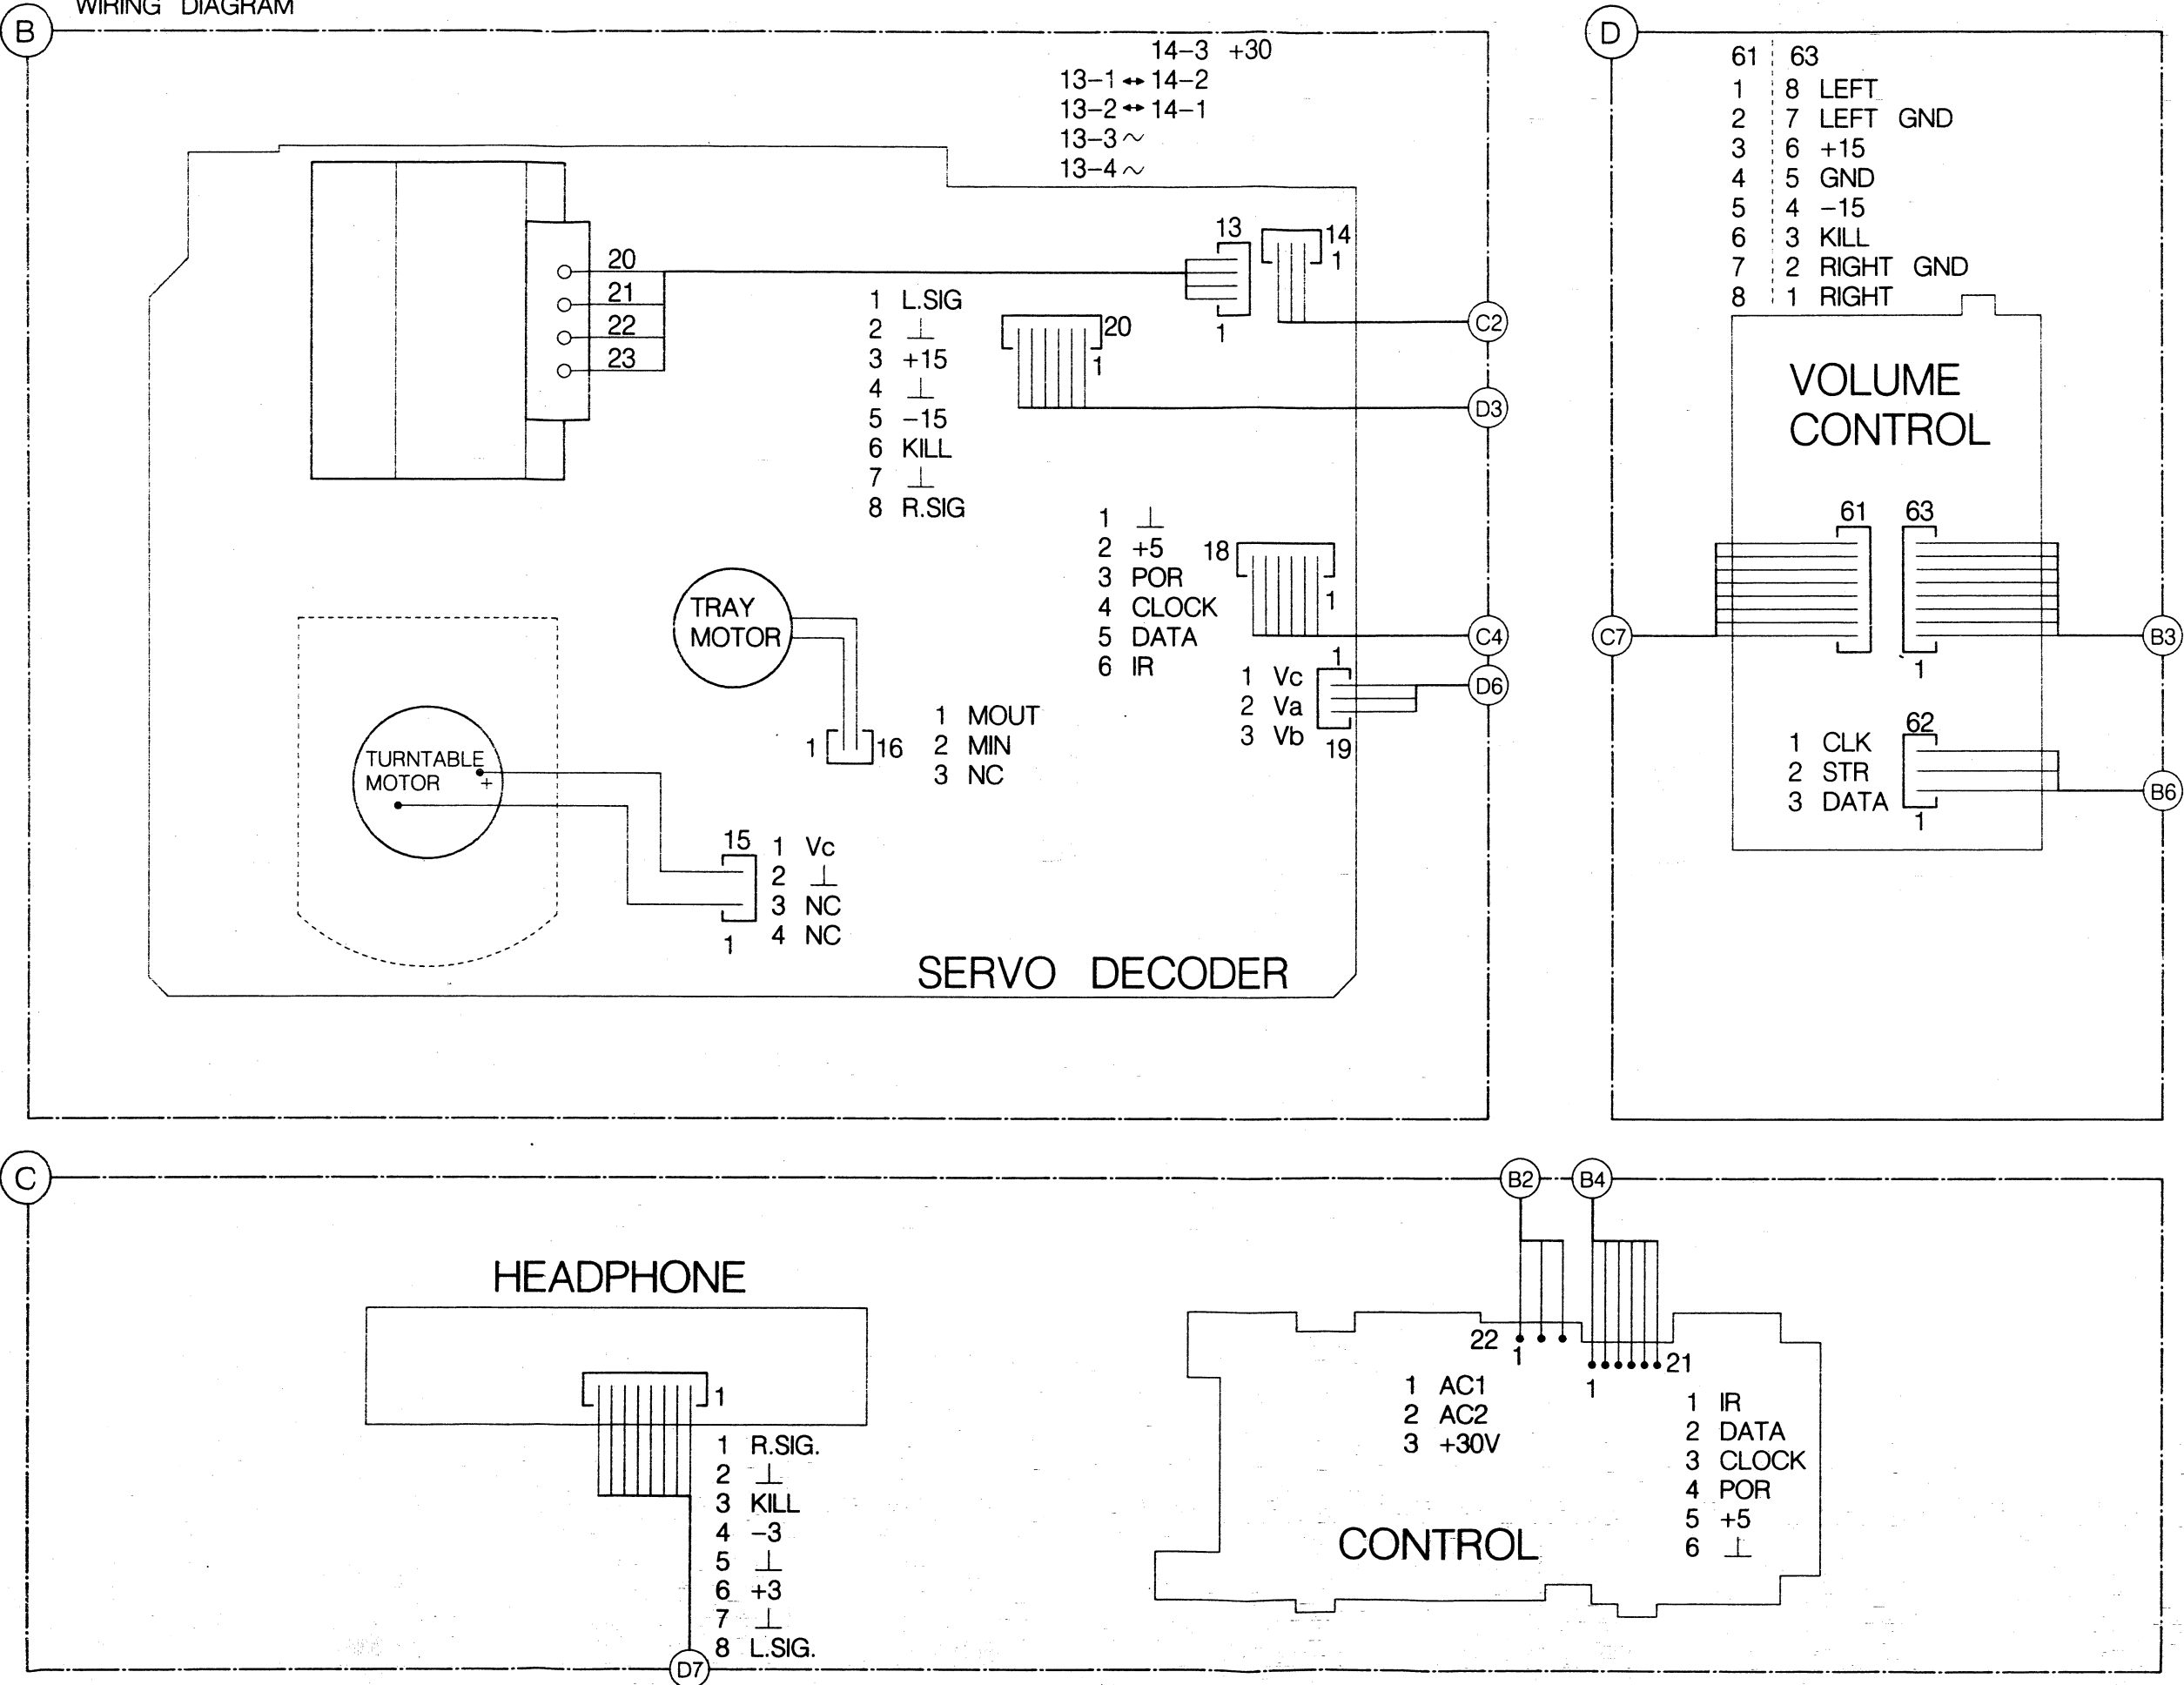 WIRING DIAGRAM
B
14-3 +30
13-1 ↔ 14-2
13-2 ↔ 14-1
13-3 ~
13-4 ~
20
21
22
23
13
1
14
1
C2
1 L.SIG
2 ⊥
3 +15
4 ⊥
5 -15
6 KILL
7 ⊥
8 R.SIG
20
1
D3
1 ⊥
2 +5
3 POR
4 CLOCK
5 DATA
6 IR
18
1
C4
TRAY
MOTOR
1
16
1 MOUT
2 MIN
3 NC
1 Vc
2 Va
3 Vb
1
19
D6
TURNTABLE
MOTOR +
15
1
1 Vc
2 ⊥
3 NC
4 NC
SERVO DECODER
D
61 63
1 8 LEFT
2 7 LEFT GND
3 6 +15
4 5 GND
5 4 -15
6 3 KILL
7 2 RIGHT GND
8 1 RIGHT
VOLUME
CONTROL
61 63
1
C7
B3
62
1 CLK
2 STR
3 DATA
1
B6
C
B2
B4
HEADPHONE
1
1 R.SIG.
2 ⊥
3 KILL
4 -3
5 ⊥
6 +3
7 ⊥
8 L.SIG.
D7
22
1
21
1
1 AC1
2 AC2
3 +30V
1 IR
2 DATA
3 CLOCK
4 POR
5 +5
6 ⊥
CONTROL